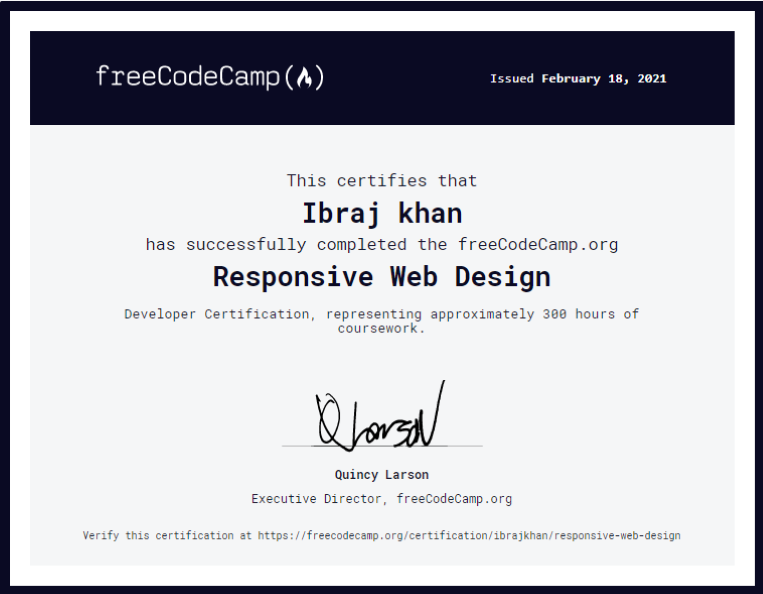 freeCodeCamp(🔥)
Issued February 18, 2021
This certifies that
Ibraj khan
has successfully completed the freeCodeCamp.org
Responsive Web Design
Developer Certification, representing approximately 300 hours of
coursework.
Q Larson
Quincy Larson
Executive Director, freeCodeCamp.org
Verify this certification at https://freecodecamp.org/certification/ibrajkhan/responsive-web-design